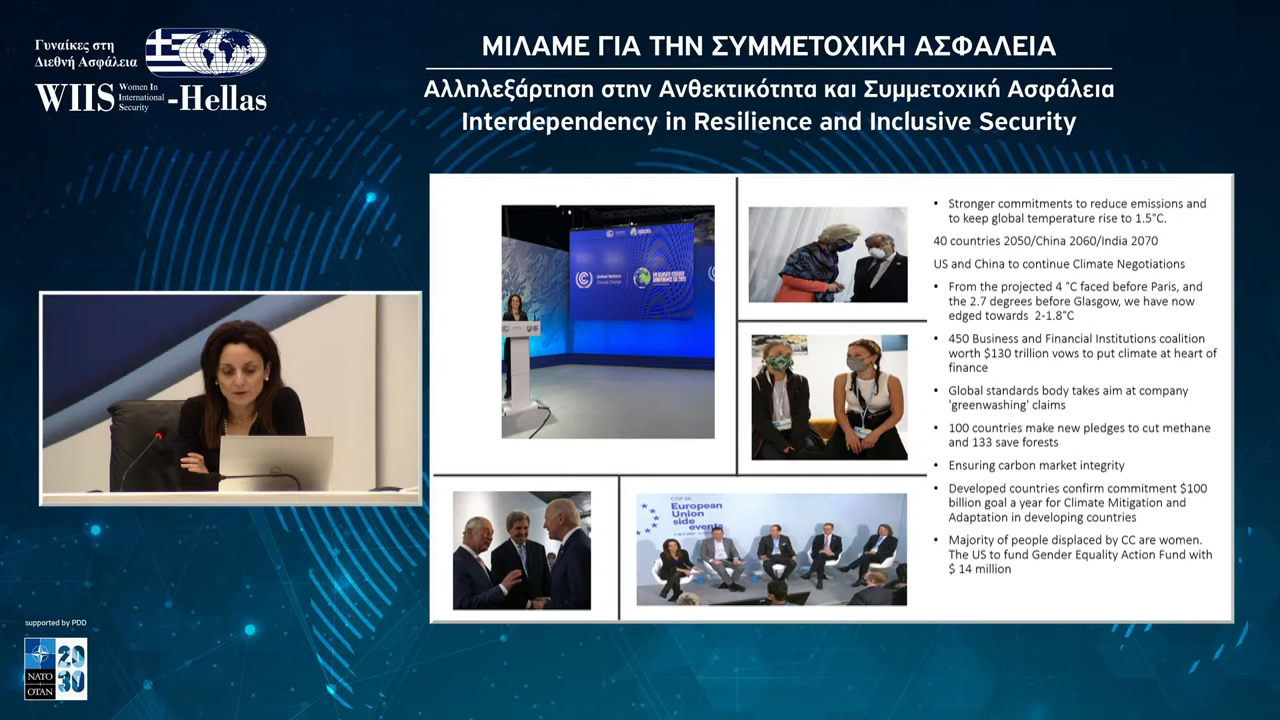 Γυναίκες στη
Διεθνή Ασφάλεια
WIIS Women In International Security -Hellas
ΜΙΛΑΜΕ ΓΙΑ ΤΗΝ ΣΥΜΜΕΤΟΧΙΚΗ ΑΣΦΑΛΕΙΑ
Αλληλεξάρτηση στην Ανθεκτικότητα και Συμμετοχική Ασφάλεια
Interdependency in Resilience and Inclusive Security
United Nations
Climate Change
COP 26
European
Union
side
events
• Stronger commitments to reduce emissions and
to keep global temperature rise to 1.5°C.
40 countries 2050/China 2060/India 2070
US and China to continue Climate Negotiations
• From the projected 4 °C faced before Paris, and
the 2.7 degrees before Glasgow, we have now
edged towards 2-1.8°C
• 450 Business and Financial Institutions coalition
worth $130 trillion vows to put climate at heart of
finance
• Global standards body takes aim at company
'greenwashing' claims
• 100 countries make new pledges to cut methane
and 133 save forests
• Ensuring carbon market integrity
• Developed countries confirm commitment $100
billion goal a year for Climate Mitigation and
Adaptation in developing countries
• Majority of people displaced by CC are women.
The US to fund Gender Equality Action Fund with
$ 14 million
supported by PDD
NATO
OTAN
20
30